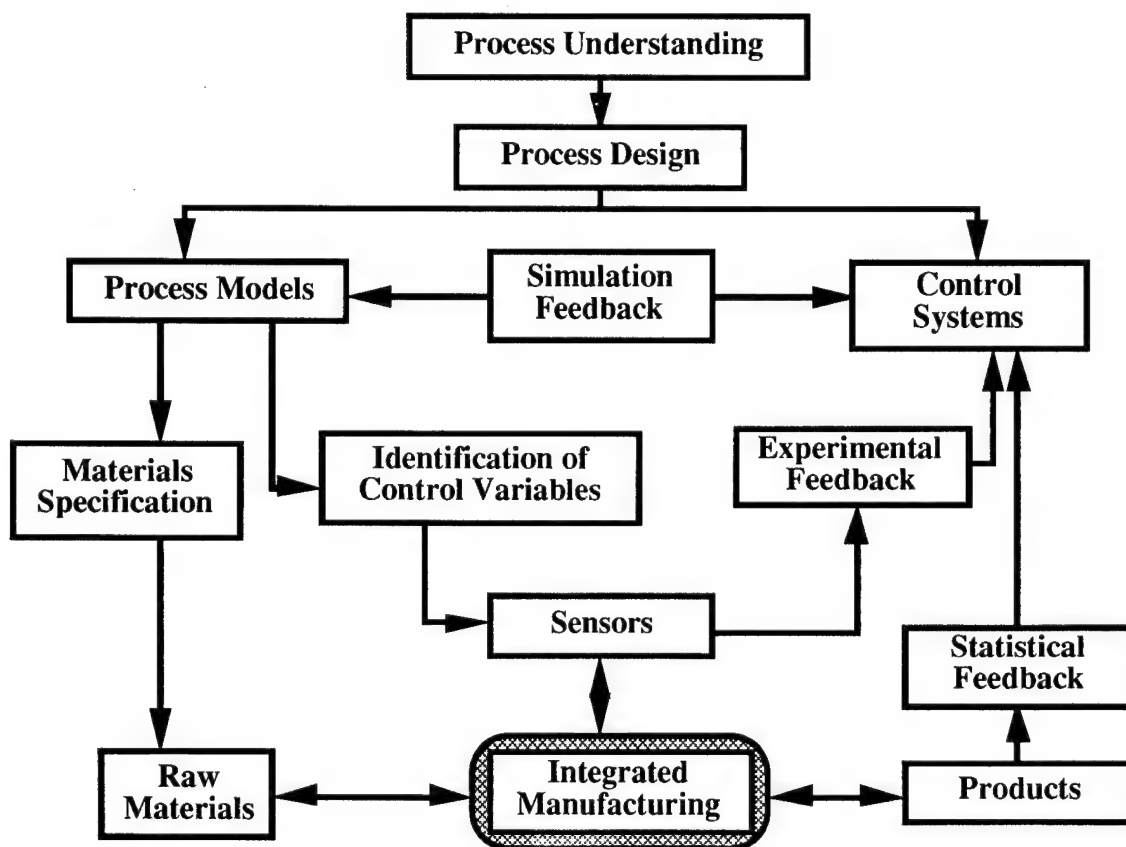 Process Understanding
Process Design
Process Models
Simulation
Feedback
Control
Systems
Materials
Specification
Identification of
Control Variables
Experimental
Feedback
Sensors
Statistical
Feedback
Raw
Materials
Integrated
Manufacturing
Products